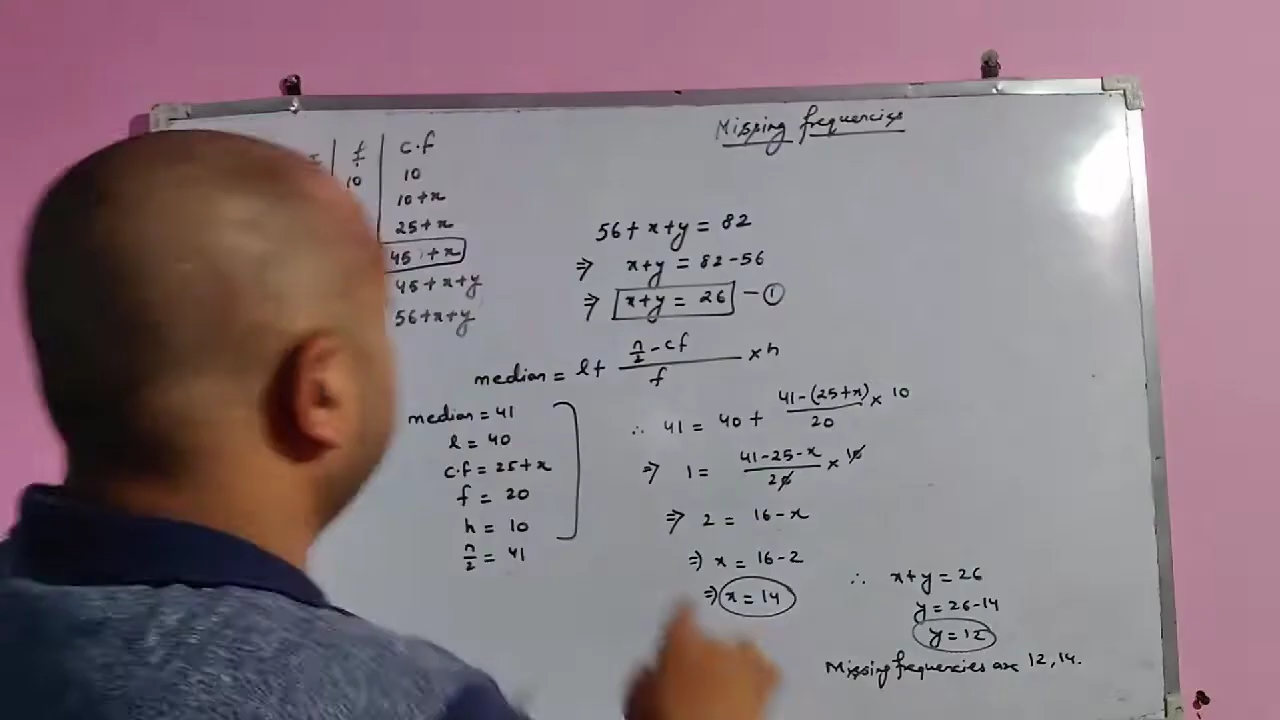 Missing frequencies
f c.f
10 10
10+x
25+x
45+x
45+x+y
56+x+y
56+x+y = 82
⇒ x+y = 82-56
⇒ x+y = 26 -①
median = l+ (n/2 - cf)/f ×h
median = 41
l = 40
c.f = 25+x
f = 20
h = 10
n/2 = 41
∴ 41 = 40 + (41-(25+x))/20 × 10
⇒ 1 = (41-25-x)/20 × 10
⇒ 2 = 16-x
⇒ x = 16-2
⇒ x = 14
∴ x+y = 26
y = 26-14
y = 12
Missing frequencies are 12, 14.